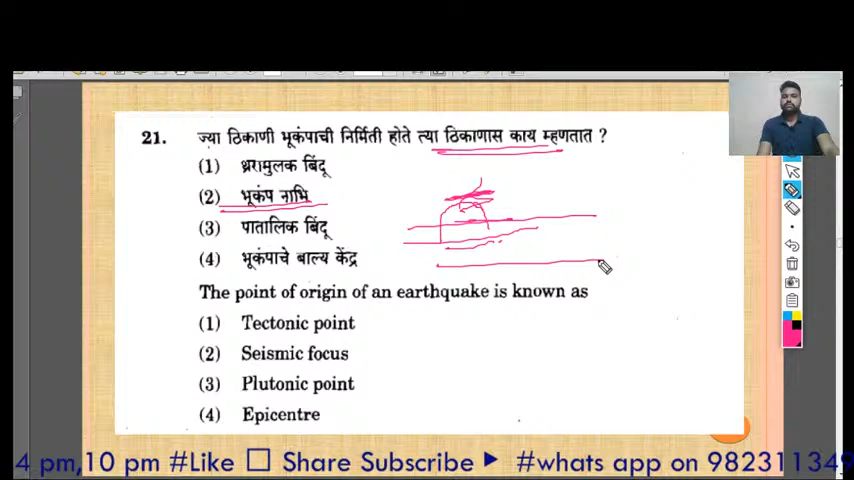 21. ज्या ठिकाणी भूकंपाची निर्मिती होते त्या ठिकाणास काय म्हणतात ?
(1) थ्ररामुलक बिंदू
(2) भूकंप नाभि
(3) पातालिक बिंदू
(4) भूकंपाचे बाल्य केंद्र
The point of origin of an earthquake is known as
(1) Tectonic point
(2) Seismic focus
(3) Plutonic point
(4) Epicentre
4 pm,10 pm #Like ☐ Share Subscribe ▶ #whats app on 982311349